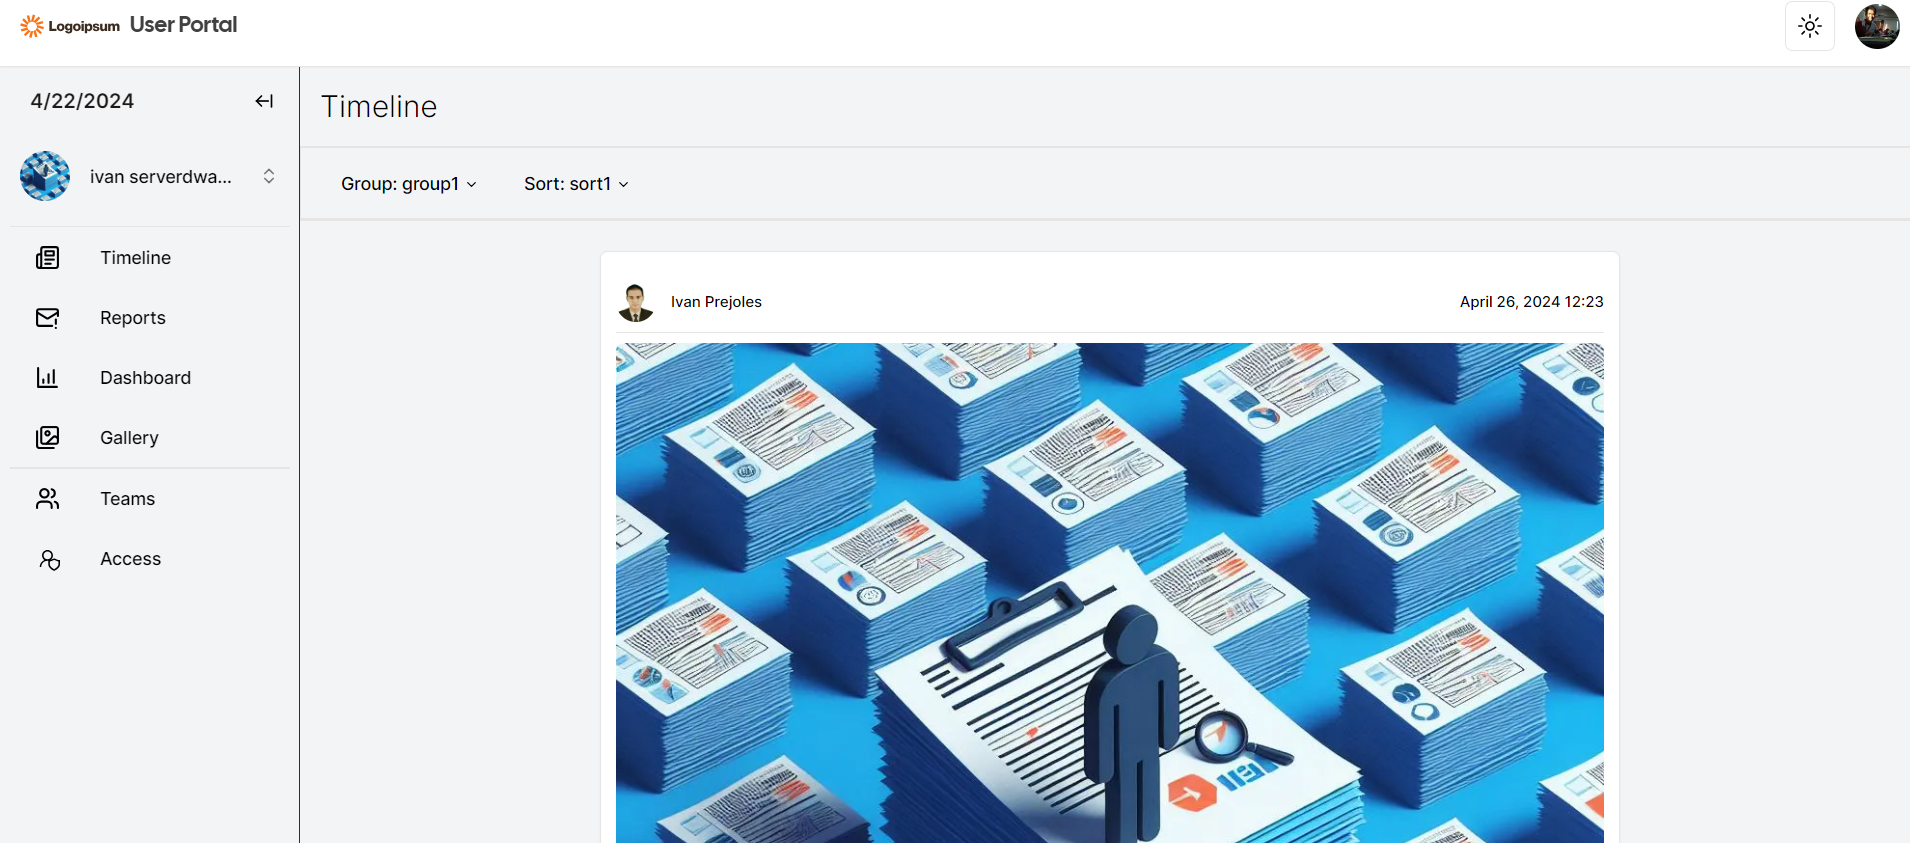 Logoipsum User Portal
4/22/2024
ivan serverdwa...
Timeline
Reports
Dashboard
Gallery
Teams
Access
Timeline
Group: group1
Sort: sort1
Ivan Prejoles
April 26, 2024 12:23